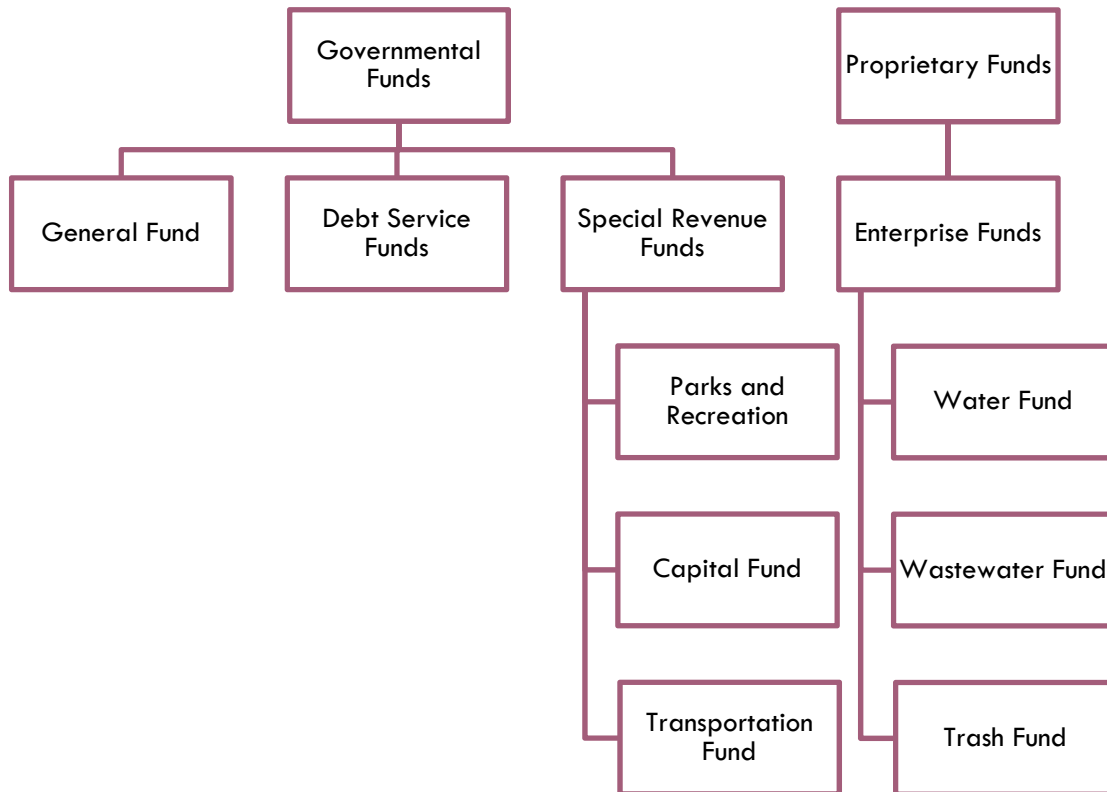 Governmental
Funds
Proprietary Funds
General Fund
Debt Service
Funds
Special Revenue
Funds
Enterprise Funds
Parks and
Recreation
Water Fund
Capital Fund
Wastewater Fund
Transportation
Fund
Trash Fund